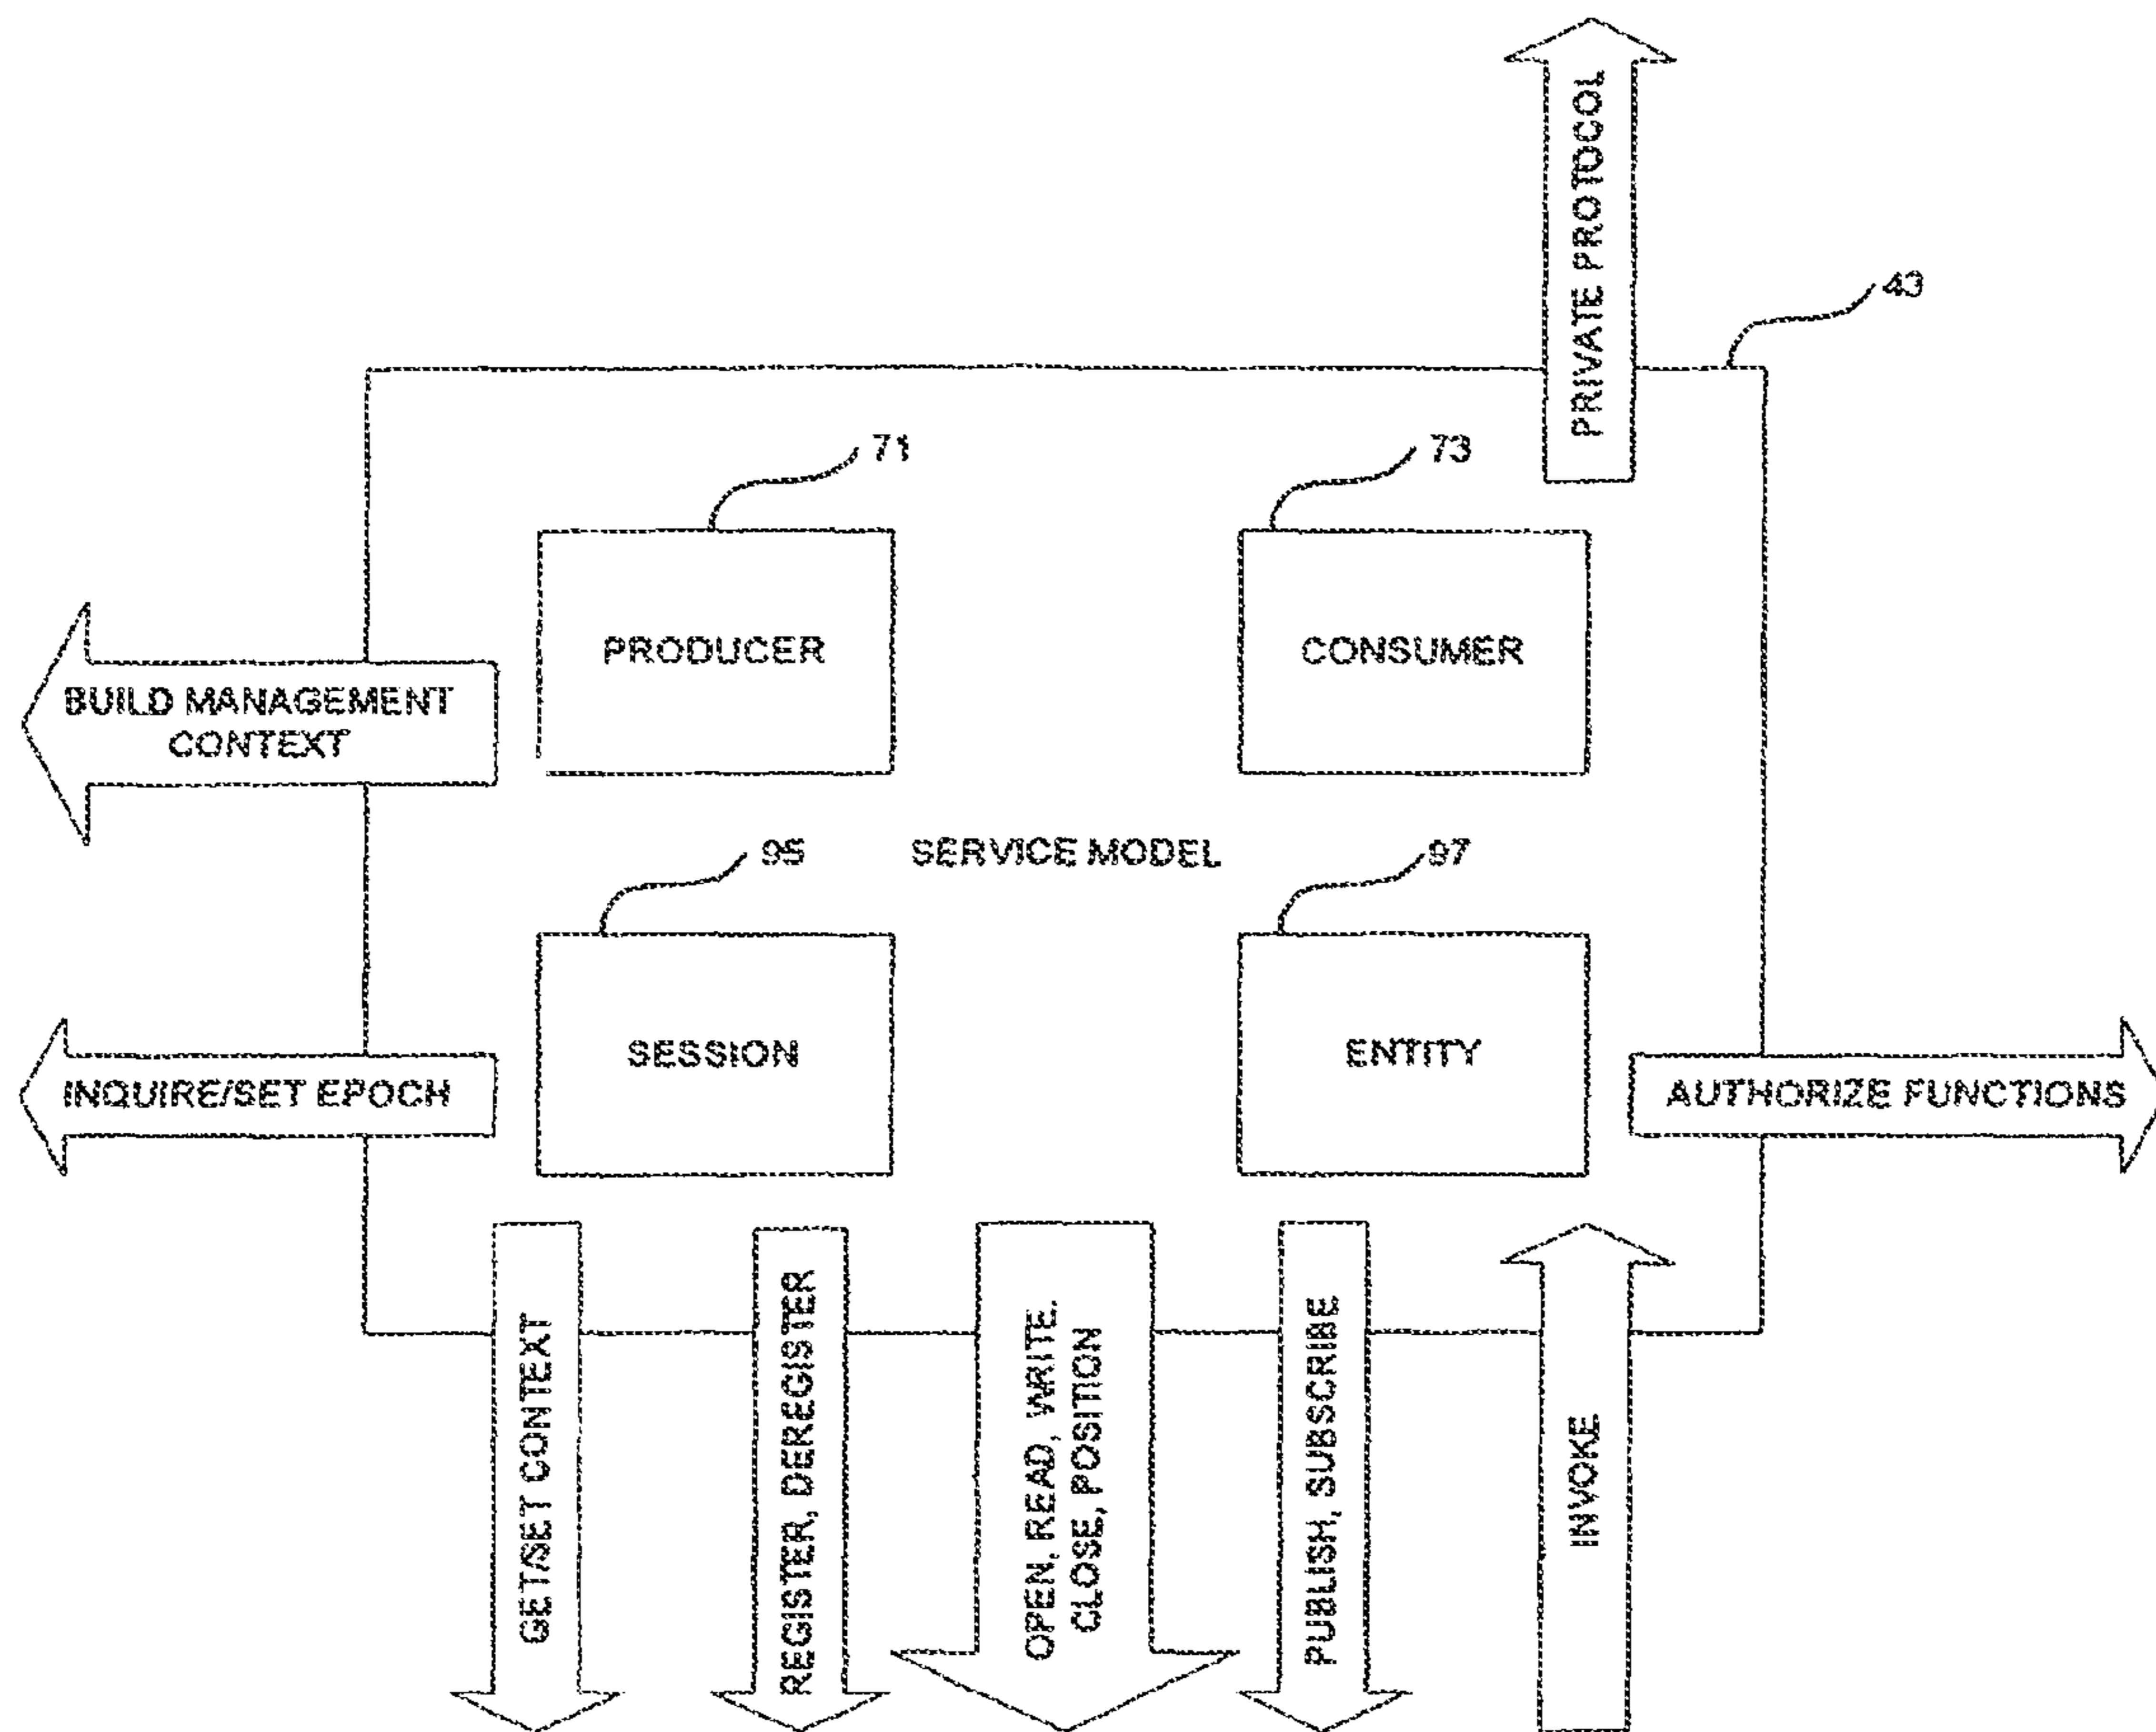 PRIVATE PROTOCOL
43
71
73
PRODUCER
CONSUMER
BUILD MANAGEMENT
CONTEXT
95
SERVICE MODEL
97
SESSION
ENTITY
INQUIRE/SET EPOCH
AUTHORIZE FUNCTIONS
GET/SET CONTEXT
REGISTER, DEREGISTER
OPEN, READ, WRITE,
CLOSE, POSITION
PUBLISH, SUBSCRIBE
INVOKE